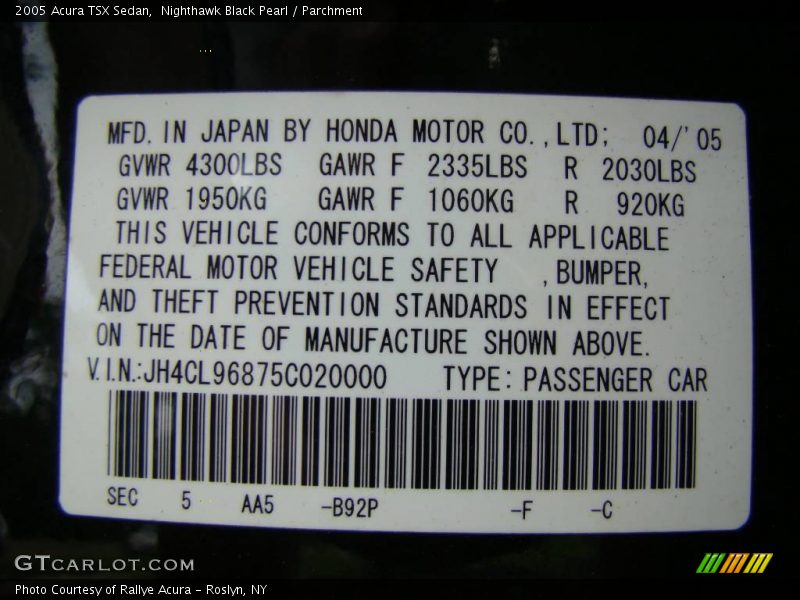 2005 Acura TSX Sedan,  Nighthawk Black Pearl / Parchment
MFD. IN JAPAN BY HONDA MOTOR CO.,LTD; 04/'05
GVWR 4300LBS GAWR F 2335LBS R 2030LBS
GVWR 1950KG GAWR F 1060KG R 920KG
THIS VEHICLE CONFORMS TO ALL APPLICABLE
FEDERAL MOTOR VEHICLE SAFETY ,BUMPER,
AND THEFT PREVENTION STANDARDS IN EFFECT
ON THE DATE OF MANUFACTURE SHOWN ABOVE.
V.I.N.:JH4CL96875C020000 TYPE: PASSENGER CAR
SEC 5 AA5 -B92P -F -C
GTCARLOT.COM
Photo Courtesy of Rallye Acura - Roslyn, NY